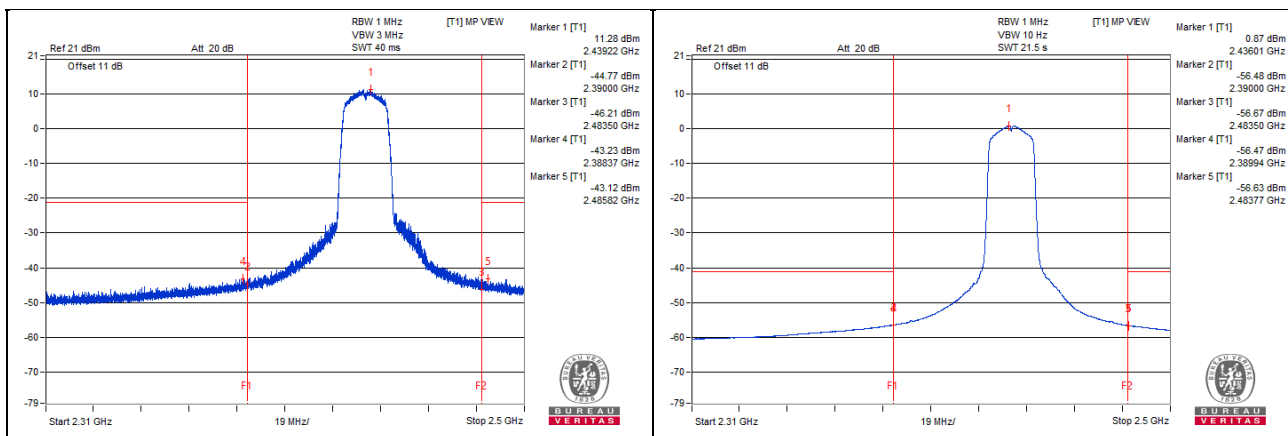 RBW 1 MHz
[T1] MP VIEW
VBW 3 MHz
Ref 21 dBm
Att 20 dB
SWT 40 ms
21
Offset 11 dB
10
0
-10
-20
-30
-40
-50
-60
-70
-79
1
4
2
3
5
F1
F2
Start 2.31 GHz
19 MHz/
Stop 2.5 GHz
Marker 1 [T1]
11.28 dBm
2.43922 GHz
Marker 2 [T1]
-44.77 dBm
2.39000 GHz
Marker 3 [T1]
-46.21 dBm
2.48350 GHz
Marker 4 [T1]
-43.23 dBm
2.38837 GHz
Marker 5 [T1]
-43.12 dBm
2.48582 GHz
BUREAU VERITAS
1828
BUREAU
VERITAS
RBW 1 MHz
[T1] MP VIEW
VBW 10 Hz
Ref 21 dBm
Att 20 dB
SWT 21.5 s
21
Offset 11 dB
10
0
-10
-20
-30
-40
-50
-60
-70
-79
1
4
5
F1
F2
Start 2.31 GHz
19 MHz/
Stop 2.5 GHz
Marker 1 [T1]
0.87 dBm
2.43601 GHz
Marker 2 [T1]
-56.48 dBm
2.39000 GHz
Marker 3 [T1]
-56.67 dBm
2.48350 GHz
Marker 4 [T1]
-56.47 dBm
2.38994 GHz
Marker 5 [T1]
-56.63 dBm
2.48377 GHz
BUREAU VERITAS
1828
BUREAU
VERITAS